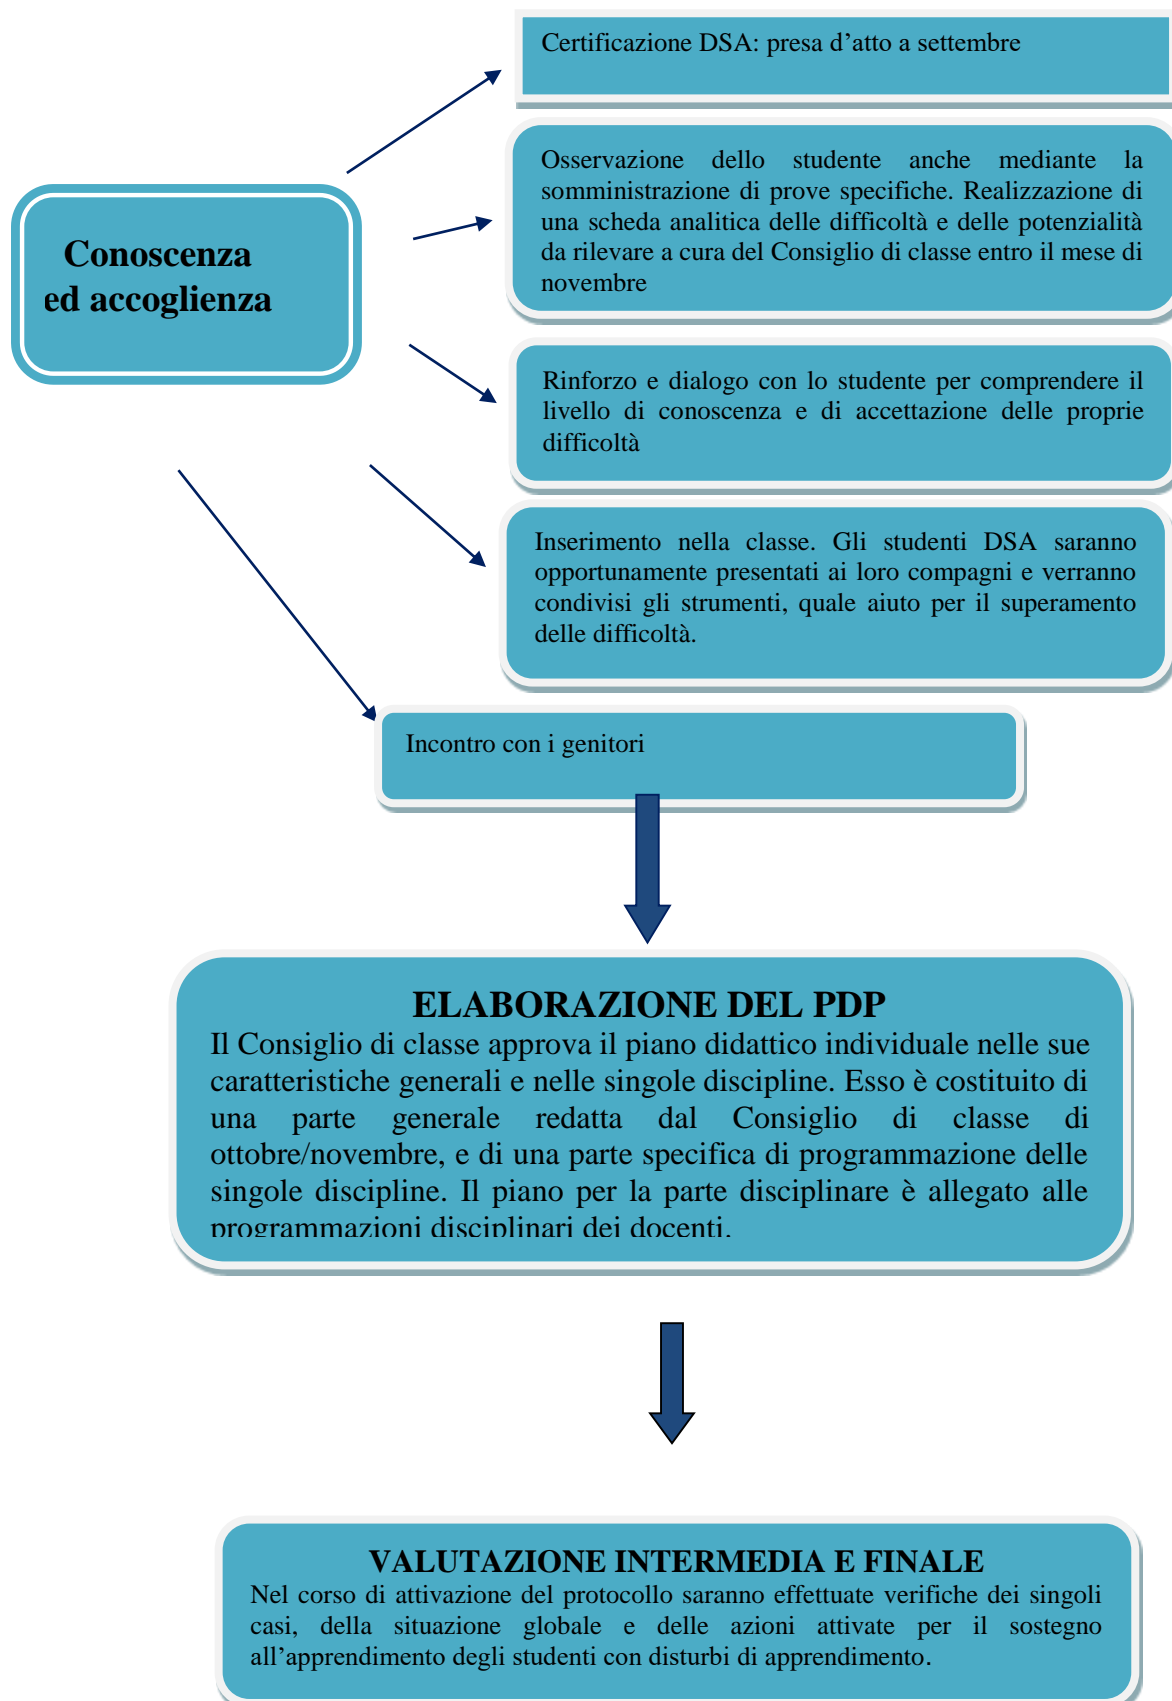 Certificazione DSA: presa d’atto a settembre
Osservazione dello studente anche mediante la
somministrazione di prove specifiche. Realizzazione di
una scheda analitica delle difficoltà e delle potenzialità
da rilevare a cura del Consiglio di classe entro il mese di
novembre
Conoscenza
ed accoglienza
Rinforzo e dialogo con lo studente per comprendere il
livello di conoscenza e di accettazione delle proprie
difficoltà
Inserimento nella classe. Gli studenti DSA saranno
opportunamente presentati ai loro compagni e verranno
condivisi gli strumenti, quale aiuto per il superamento
delle difficoltà.
Incontro con i genitori
ELABORAZIONE DEL PDP
Il Consiglio di classe approva il piano didattico individuale nelle sue
caratteristiche generali e nelle singole discipline. Esso è costituito di
una parte generale redatta dal Consiglio di classe di
ottobre/novembre, e di una parte specifica di programmazione delle
singole discipline. Il piano per la parte disciplinare è allegato alle
programmazioni disciplinari dei docenti.
VALUTAZIONE INTERMEDIA E FINALE
Nel corso di attivazione del protocollo saranno effettuate verifiche dei singoli
casi, della situazione globale e delle azioni attivate per il sostegno
all’apprendimento degli studenti con disturbi di apprendimento.